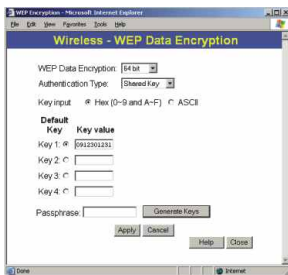 WEP Encryption - Microsoft Internet Explorer
File Edit View Favorites Tools Help
Wireless - WEP Data Encryption
WEP Data Encryption: 64 bit
Authentication Type: Shared Key
Key input Hex (0~9 and A~F) ASCII
Default
Key Key value
Key 1: 0912301231
Key 2:
Key 3:
Key 4:
Passphrase: Generate Keys
Apply Cancel
Help Close
Done Internet